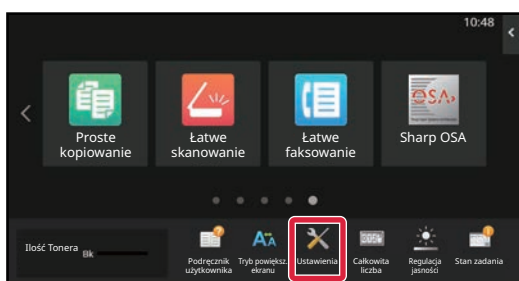 10:48
Proste
kopiowanie
Łatwe
skanowanie
Łatwe
faksowanie
OSA
Sharp OSA
Ilość Tonera
Bk
Podręcznik
użytkownika
Tryb powiększ.
ekranu
Ustawienia
Całkowita
liczba
Regulacja
jasności
Stan zadania